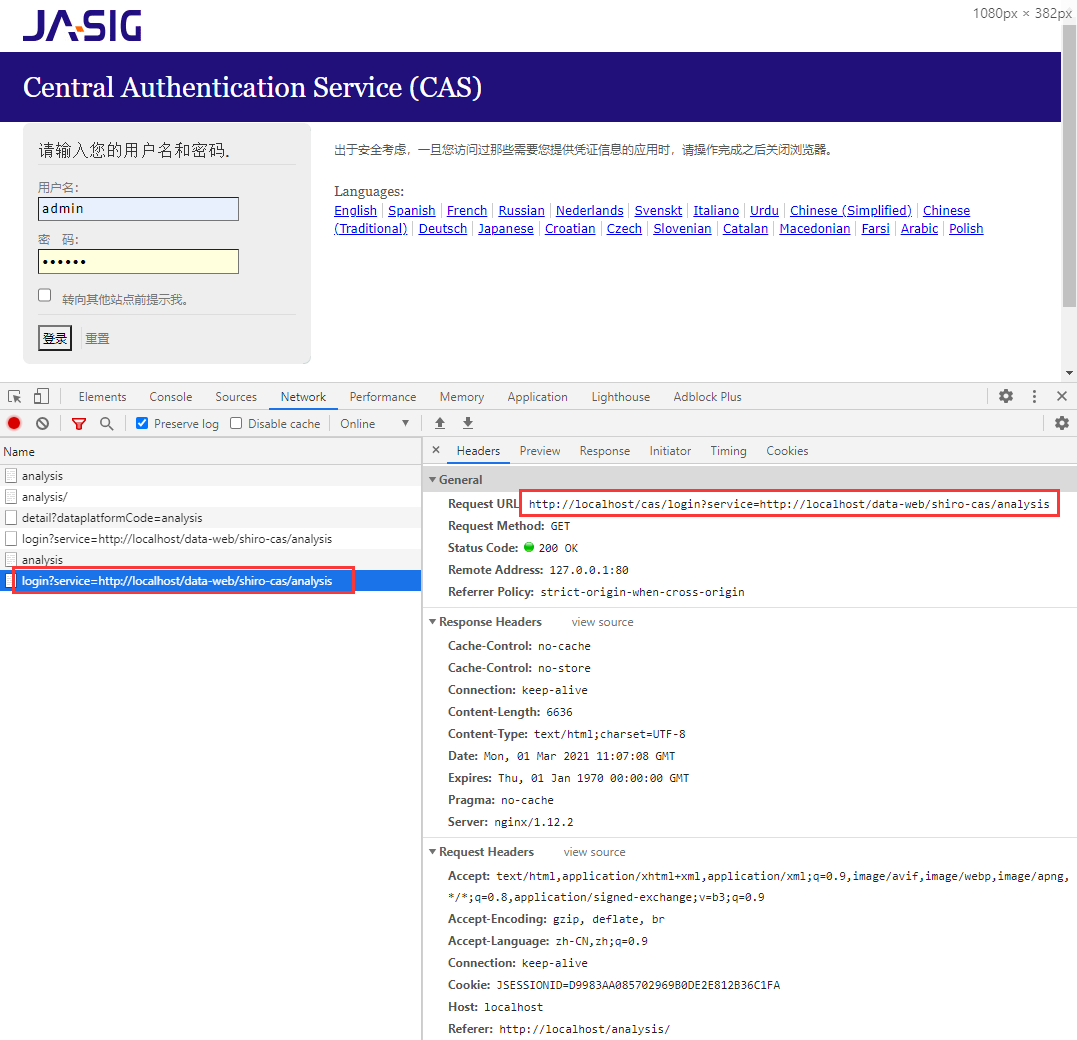 1080px × 382px
JA-SIG
Central Authentication Service (CAS)
请输入您的用户名和密码.
用户名:
admin
密 码:
••••••
转向其他站点前提示我。
登录 重置
出于安全考虑，一旦您访问过那些需要您提供凭证信息的应用时，请操作完成之后关闭浏览器。
Languages:
English Spanish French Russian Nederlands Svenskt Italiano Urdu Chinese (Simplified) Chinese
(Traditional) Deutsch Japanese Croatian Czech Slovenian Catalan Macedonian Farsi Arabic Polish
Elements Console Sources Network Performance Memory Application Lighthouse Adblock Plus
Preserve log Disable cache Online
Name
analysis
analysis/
detail?dataplatformCode=analysis
login?service=http://localhost/data-web/shiro-cas/analysis
analysis
login?service=http://localhost/data-web/shiro-cas/analysis
Headers Preview Response Initiator Timing Cookies
General
Request URL http://localhost/cas/login?service=http://localhost/data-web/shiro-cas/analysis
Request Method: GET
Status Code: 200 OK
Remote Address: 127.0.0.1:80
Referrer Policy: strict-origin-when-cross-origin
Response Headers view source
Cache-Control: no-cache
Cache-Control: no-store
Connection: keep-alive
Content-Length: 6636
Content-Type: text/html;charset=UTF-8
Date: Mon, 01 Mar 2021 11:07:08 GMT
Expires: Thu, 01 Jan 1970 00:00:00 GMT
Pragma: no-cache
Server: nginx/1.12.2
Request Headers view source
Accept: text/html,application/xhtml+xml,application/xml;q=0.9,image/avif,image/webp,image/apng,
*/*;q=0.8,application/signed-exchange;v=b3;q=0.9
Accept-Encoding: gzip, deflate, br
Accept-Language: zh-CN,zh;q=0.9
Connection: keep-alive
Cookie: JSESSIONID=D9983AA085702969B0DE2E812B36C1FA
Host: localhost
Referer: http://localhost/analysis/